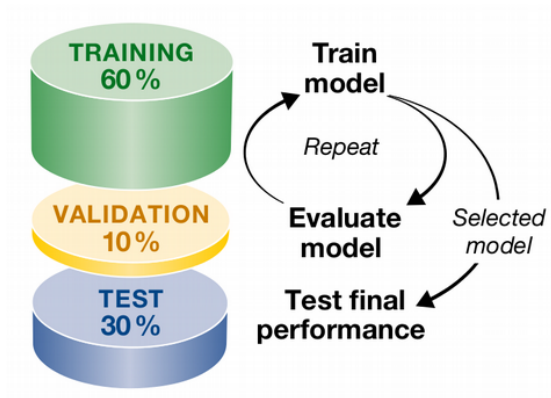 TRAINING
60 %
VALIDATION
10 %
TEST
30 %
Train
model
Repeat
Evaluate
model
Selected
model
Test final
performance